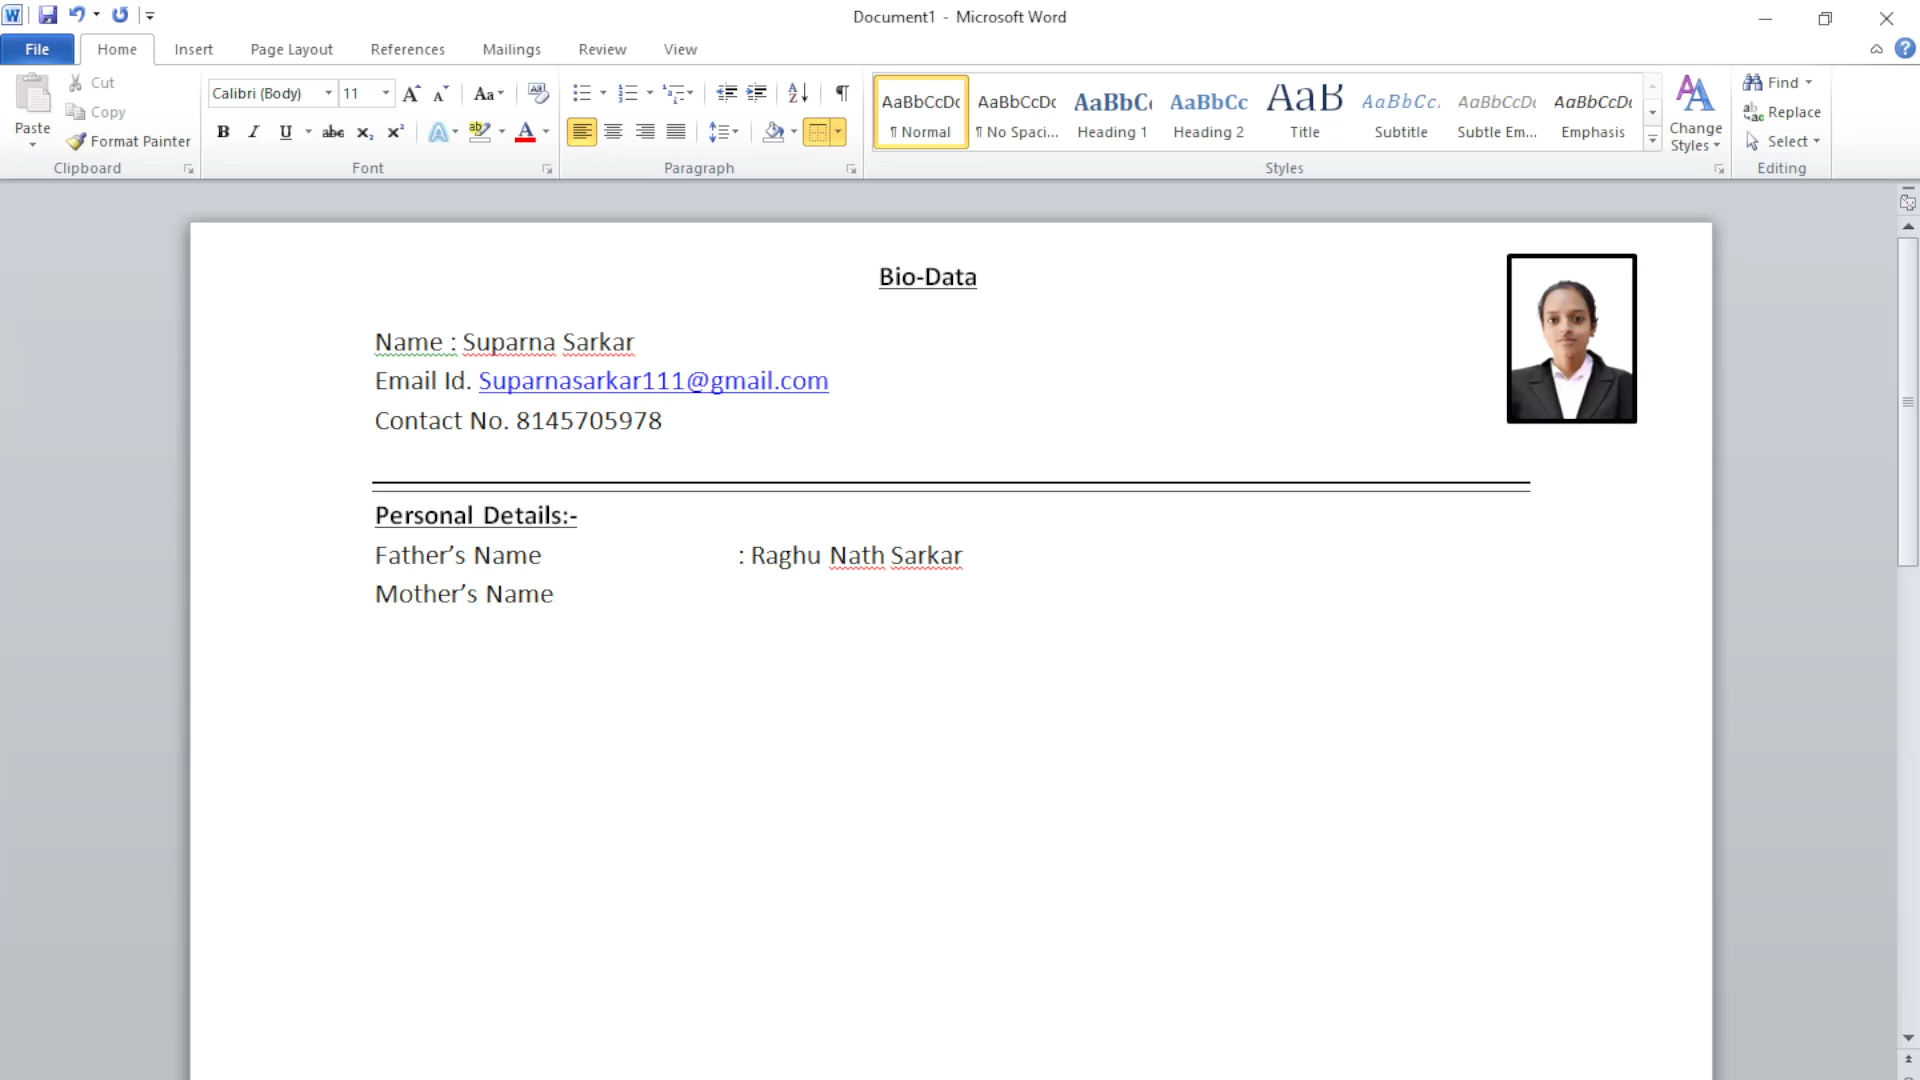 Document1 - Microsoft Word
File Home Insert Page Layout References Mailings Review View
Paste
Cut
Copy
Format Painter
Clipboard
Calibri (Body) 11
Font
Paragraph
AaBbCcDc AaBbCcDc AaBbC AaBbCc AaB AaBbCc. AaBbCcDc AaBbCcDc
¶ Normal ¶ No Spaci... Heading 1 Heading 2 Title Subtitle Subtle Em... Emphasis
Change Styles
Styles
Find
Replace
Select
Editing
Bio-Data
Name : Suparna Sarkar
Email Id. Suparnasarkar111@gmail.com
Contact No. 8145705978
Personal Details:-
Father’s Name : Raghu Nath Sarkar
Mother’s Name